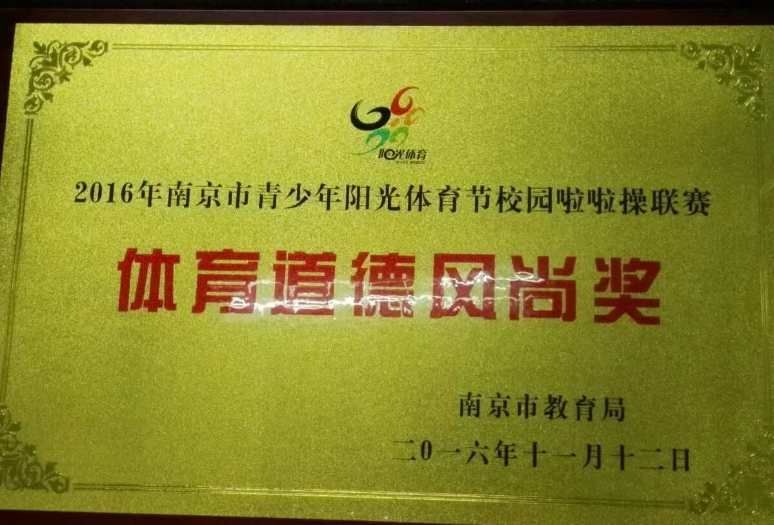 阳光体育
2016年南京市青少年阳光体育节校园啦啦操联赛
体育道德风尚奖
南京市教育局
二0一六年十一月十二日